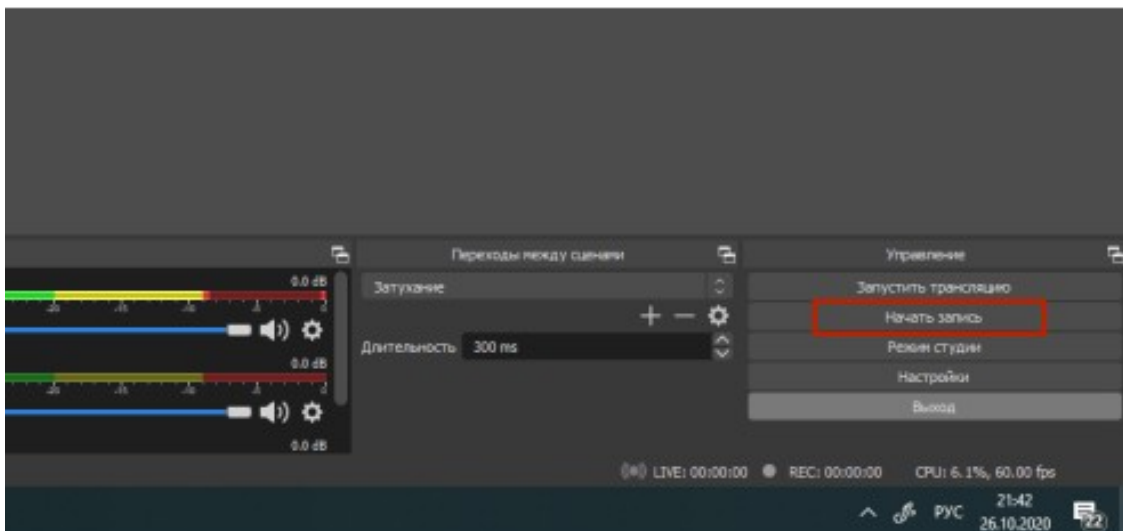 Переходы между сценами
Управление
0.0 dB
Затухание
Запустить трансляцию
Начать запись
Длительность 300 ms
Режим студии
0.0 dB
Настройки
Выход
0.0 dB
LIVE: 00:00:00 REC: 00:00:00 CPU: 6.1%, 60.00 fps
РУС
21:42
26.10.2020
22